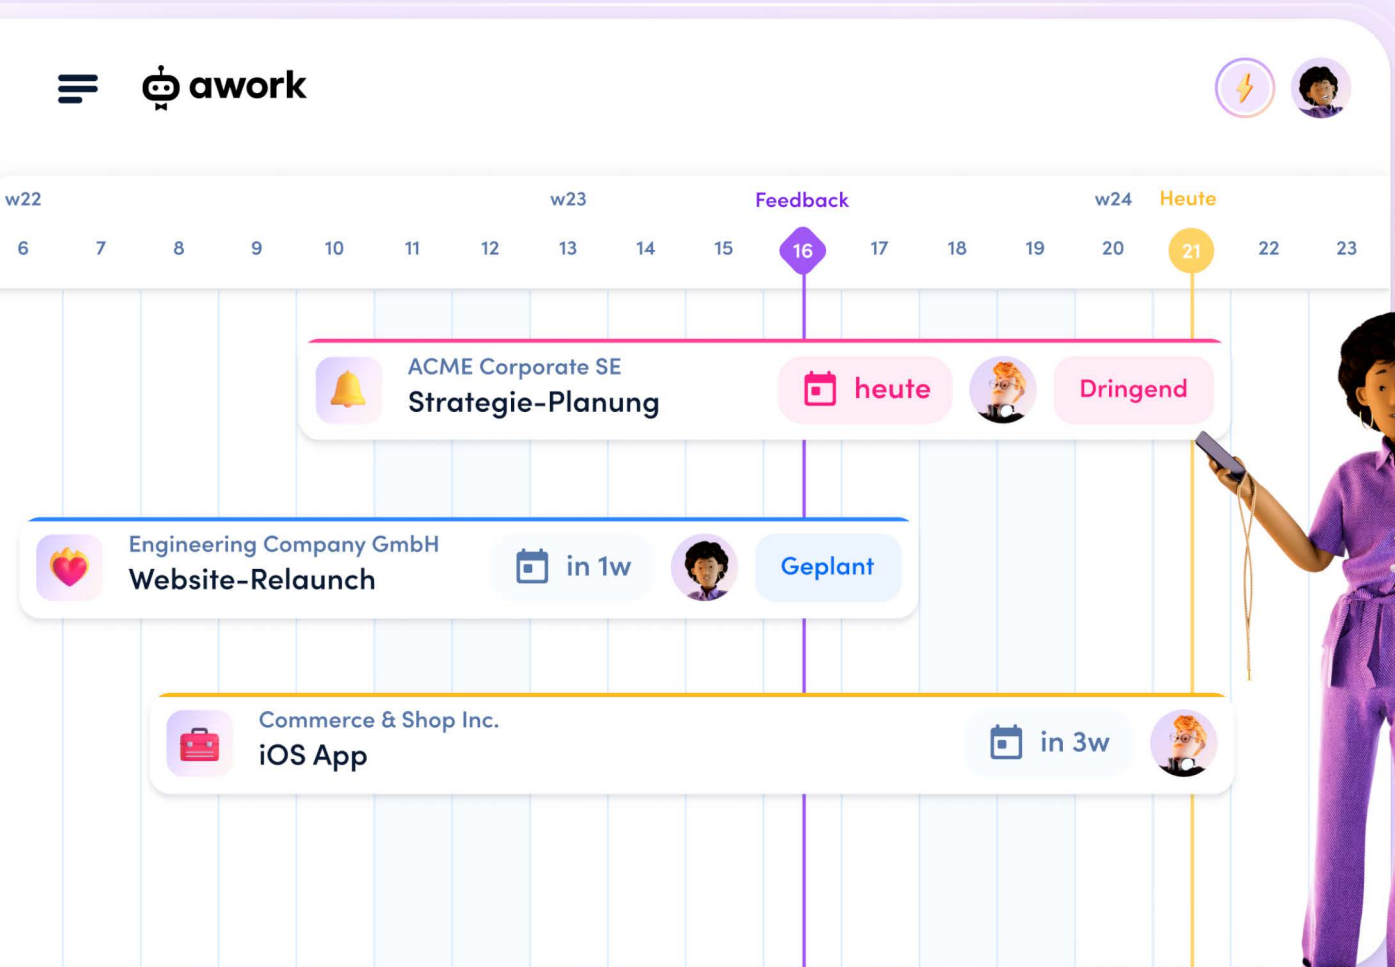 awork
w22 w23 Feedback w24 Heute
6 7 8 9 10 11 12 13 14 15 16 17 18 19 20 21 22 23
ACME Corporate SE
Strategie-Planung
heute
Dringend
Engineering Company GmbH
Website-Relaunch
in 1w
Geplant
Commerce & Shop Inc.
iOS App
in 3w